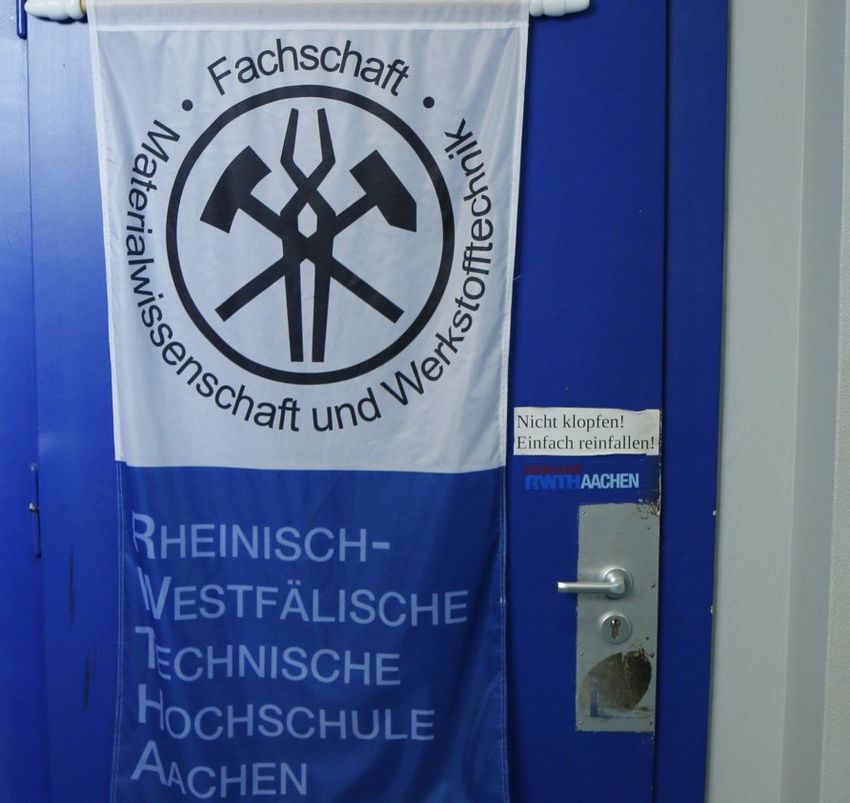 • Fachschaft •
Materialwissenschaft und Werkstofftechnik
Nicht klopfen!
Einfach reinfallen!
RWTHAACHEN
RHEINISCH-
WESTFÄLISCHE
TECHNISCHE
HOCHSCHULE
AACHEN